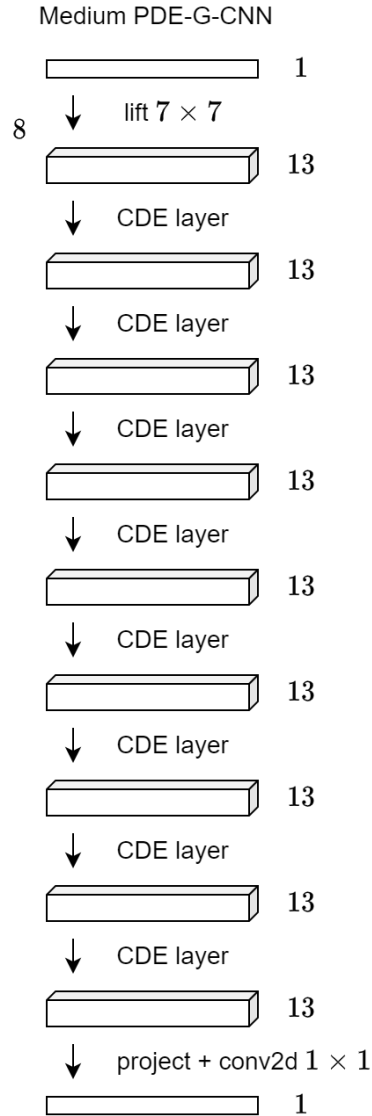 Medium PDE-G-CNN
1
lift 7 × 7
8
13
CDE layer
13
CDE layer
13
CDE layer
13
CDE layer
13
CDE layer
13
CDE layer
13
CDE layer
13
CDE layer
13
project + conv2d 1 × 1
1